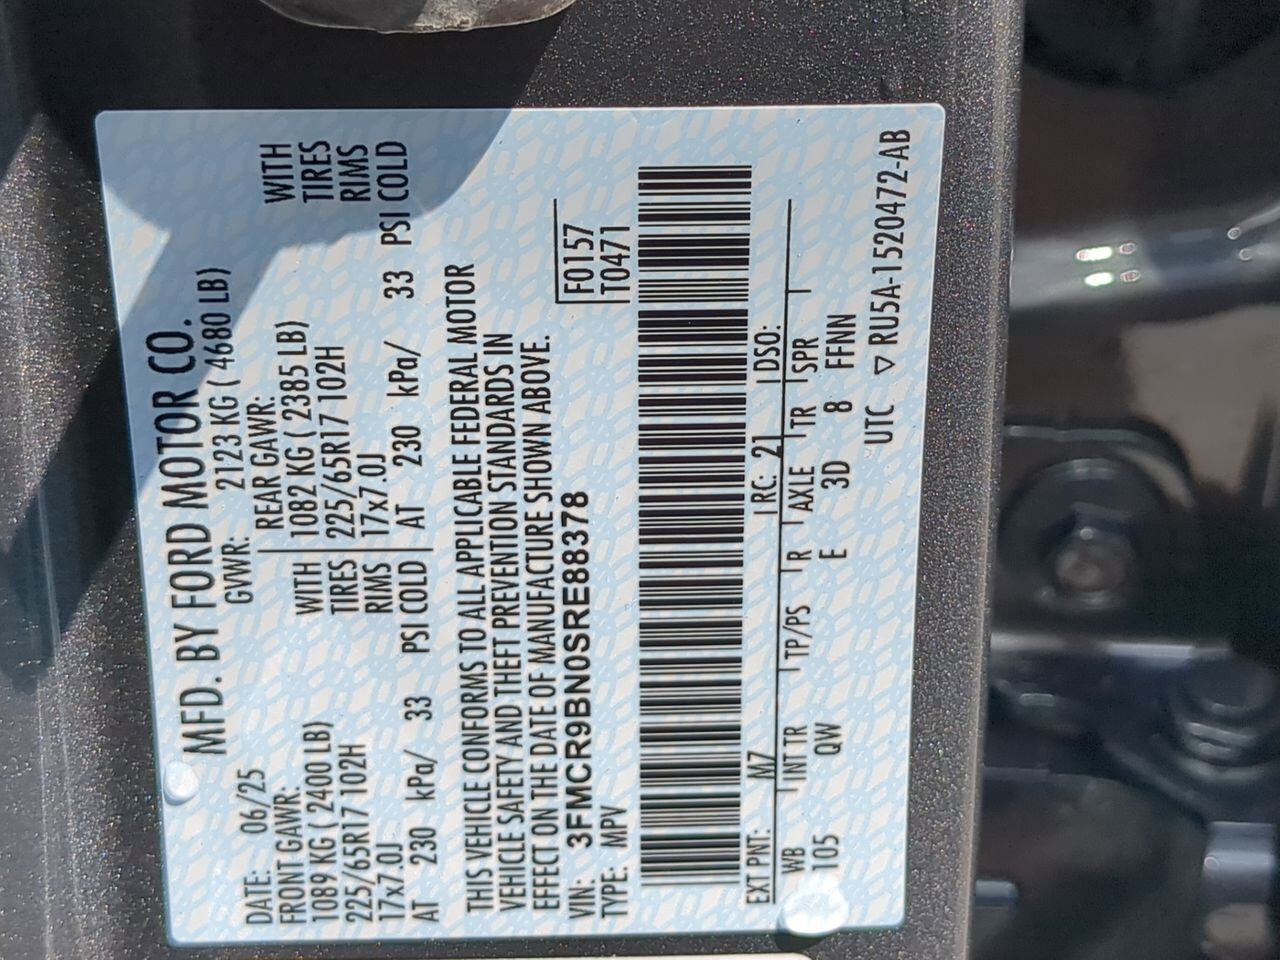 MFD. BY FORD MOTOR CO.
DATE: 06/25 GVWR: 2123 KG ( 4680 LB)
FRONT GAWR: REAR GAWR:
1089 KG ( 2400 LB) WITH 1082 KG ( 2385 LB) WITH
225/65R17 102H TIRES 225/65R17 102H TIRES
17x7.0J RIMS 17x7.0J RIMS
AT 230 kPa/ 33 PSI COLD AT 230 kPa/ 33 PSI COLD
THIS VEHICLE CONFORMS TO ALL APPLICABLE FEDERAL MOTOR
VEHICLE SAFETY AND THEFT PREVENTION STANDARDS IN
EFFECT ON THE DATE OF MANUFACTURE SHOWN ABOVE.
VIN: 3FMCR9BN0SRE88378 F0157
TYPE: MPV T0471
EXT PNT: M7 RC: 21 DSO:
WB INT TR TP/PS R AXLE TR SPR
105 QW E 3D 8 FFNN
UTC ▽ RU5A-1520472-AB